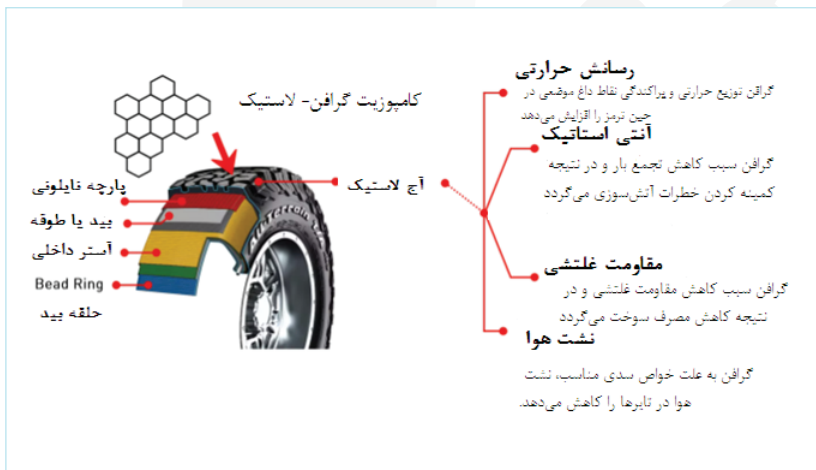 رسانش حرارتی
گرافن توزیع حرارتی و پراکندگی نقاط داغ موضعی در
حین ترمز را افزایش می‌دهد
آنتی استاتیک
گرافن سبب کاهش تجمع بار و در نتیجه
کمینه کردن خطرات آتش‌سوزی می‌گردد
مقاومت غلتشی
گرافن سبب کاهش مقاومت غلتشی و در
نتیجه کاهش مصرف سوخت می‌گردد
نشت هوا
گرافن به علت خواص سدی مناسب، نشت
هوا در تایرها را کاهش می‌دهد.
کامپوزیت گرافن- لاستیک
آج لاستیک
پارچه نایلونی
بید یا طوقه
آستر داخلی
Bead Ring
حلقه بید